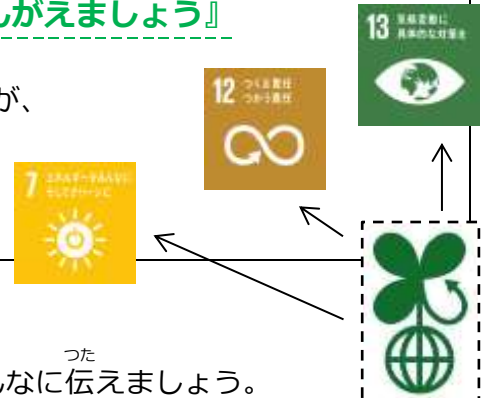 んがえましょう』
13 気候変動に
具体的な対策を
が、
12 つくる責任
つかう責任
7 エネルギーをみんなに
そしてクリーンに
つた
んなに伝えましょう。